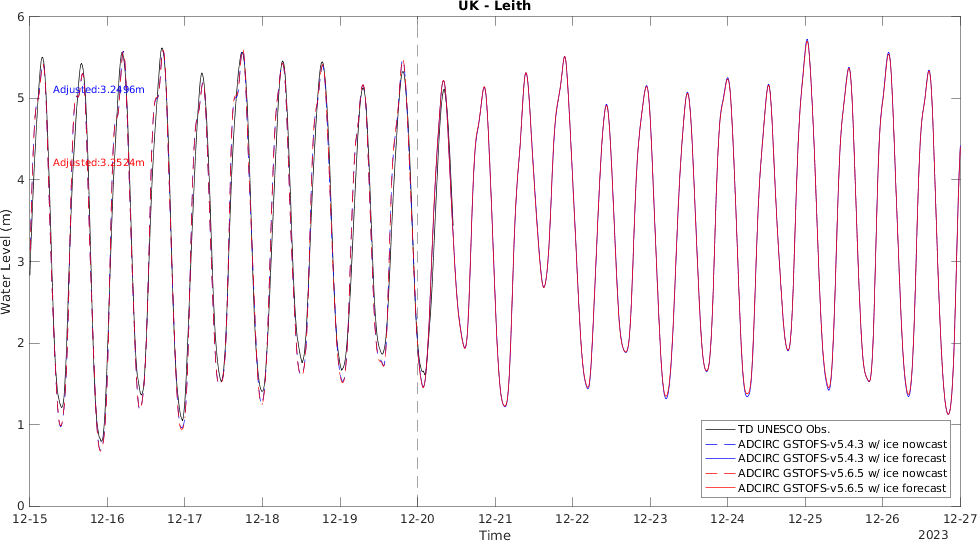 UK - Leith
6
5
4
3
2
1
0
Water Level (m)
Adjusted:3.2496m
Adjusted:3.2524m
TD UNESCO Obs.
ADCIRC GSTOFS-v5.4.3 w/ ice nowcast
ADCIRC GSTOFS-v5.4.3 w/ ice forecast
ADCIRC GSTOFS-v5.6.5 w/ ice nowcast
ADCIRC GSTOFS-v5.6.5 w/ ice forecast
12-15 12-16 12-17 12-18 12-19 12-20 12-21 12-22 12-23 12-24 12-25 12-26 12-27
Time
2023